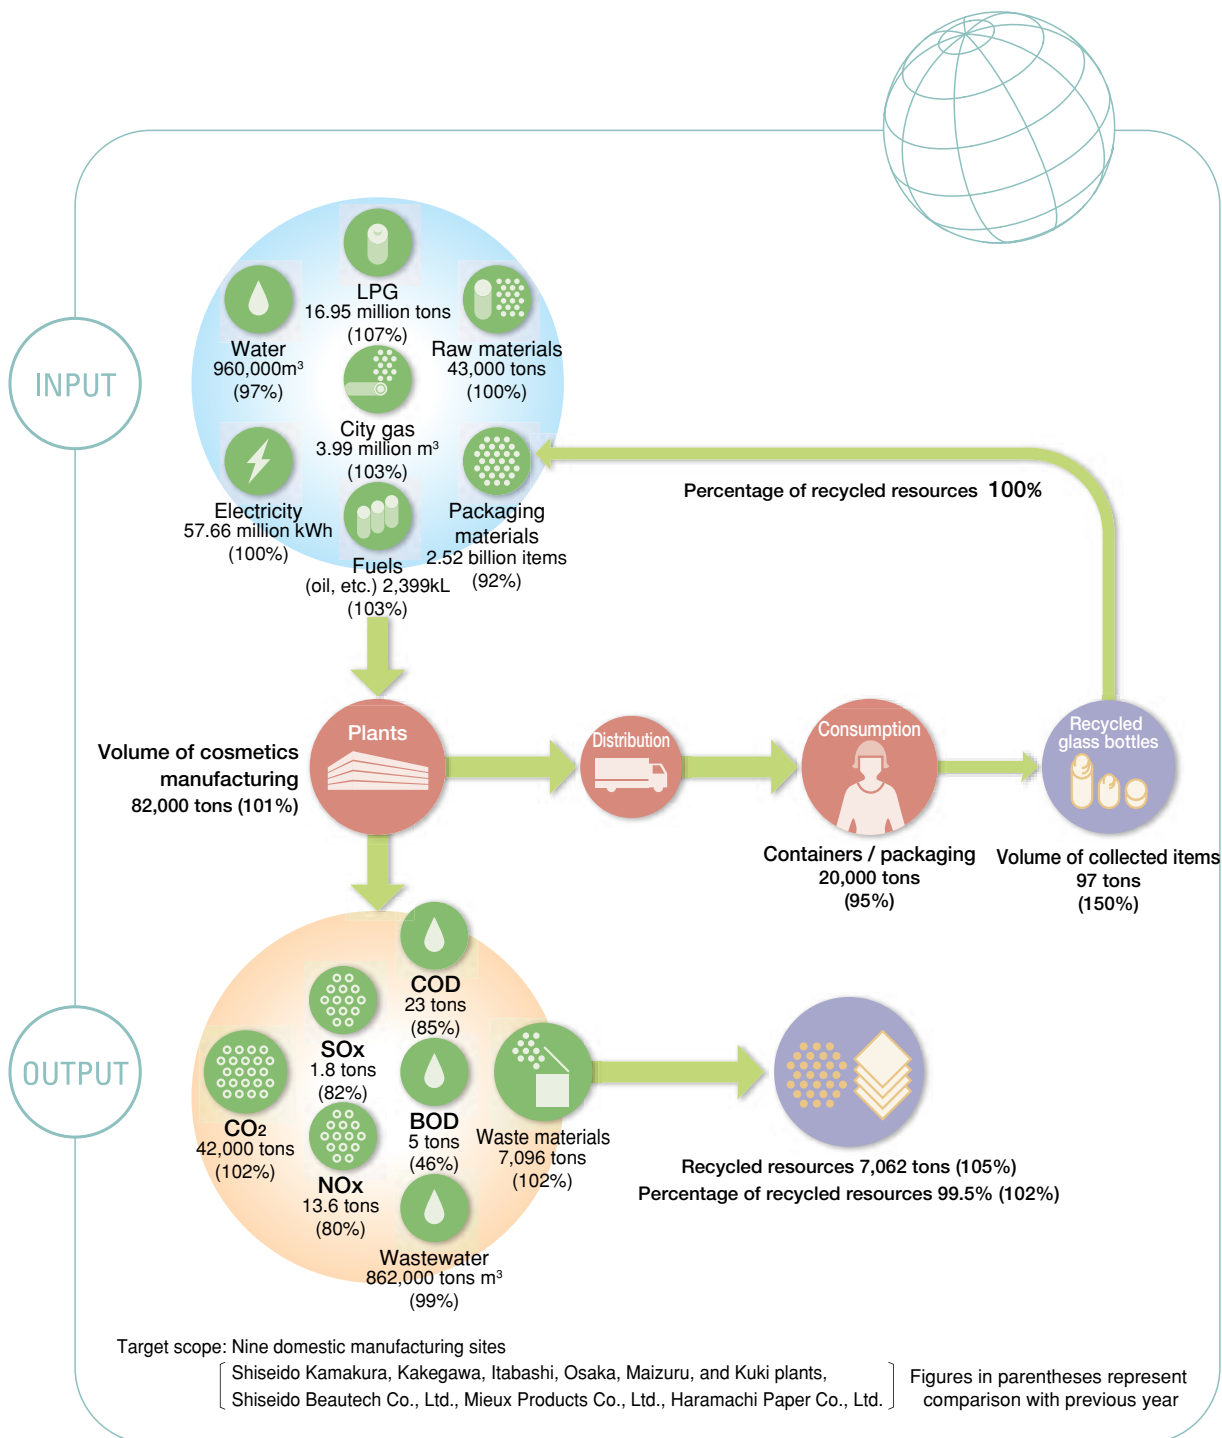 INPUT
LPG
16.95 million tons
(107%)
Water
960,000m³
(97%)
Raw materials
43,000 tons
(100%)
City gas
3.99 million m³
(103%)
Electricity
57.66 million kWh
(100%)
Fuels
(oil, etc.) 2,399kL
(103%)
Packaging
materials
2.52 billion items
(92%)
Percentage of recycled resources 100%
Volume of cosmetics
manufacturing
82,000 tons (101%)
Plants
Distribution
Consumption
Recycled
glass bottles
Containers / packaging
20,000 tons
(95%)
Volume of collected items
97 tons
(150%)
OUTPUT
COD
23 tons
(85%)
SOx
1.8 tons
(82%)
CO2
42,000 tons
(102%)
BOD
5 tons
(46%)
NOx
13.6 tons
(80%)
Waste materials
7,096 tons
(102%)
Wastewater
862,000 tons m³
(99%)
Recycled resources 7,062 tons (105%)
Percentage of recycled resources 99.5% (102%)
Target scope: Nine domestic manufacturing sites
Shiseido Kamakura, Kakegawa, Itabashi, Osaka, Maizuru, and Kuki plants,
Shiseido Beautech Co., Ltd., Mieux Products Co., Ltd., Haramachi Paper Co., Ltd.
Figures in parentheses represent
comparison with previous year